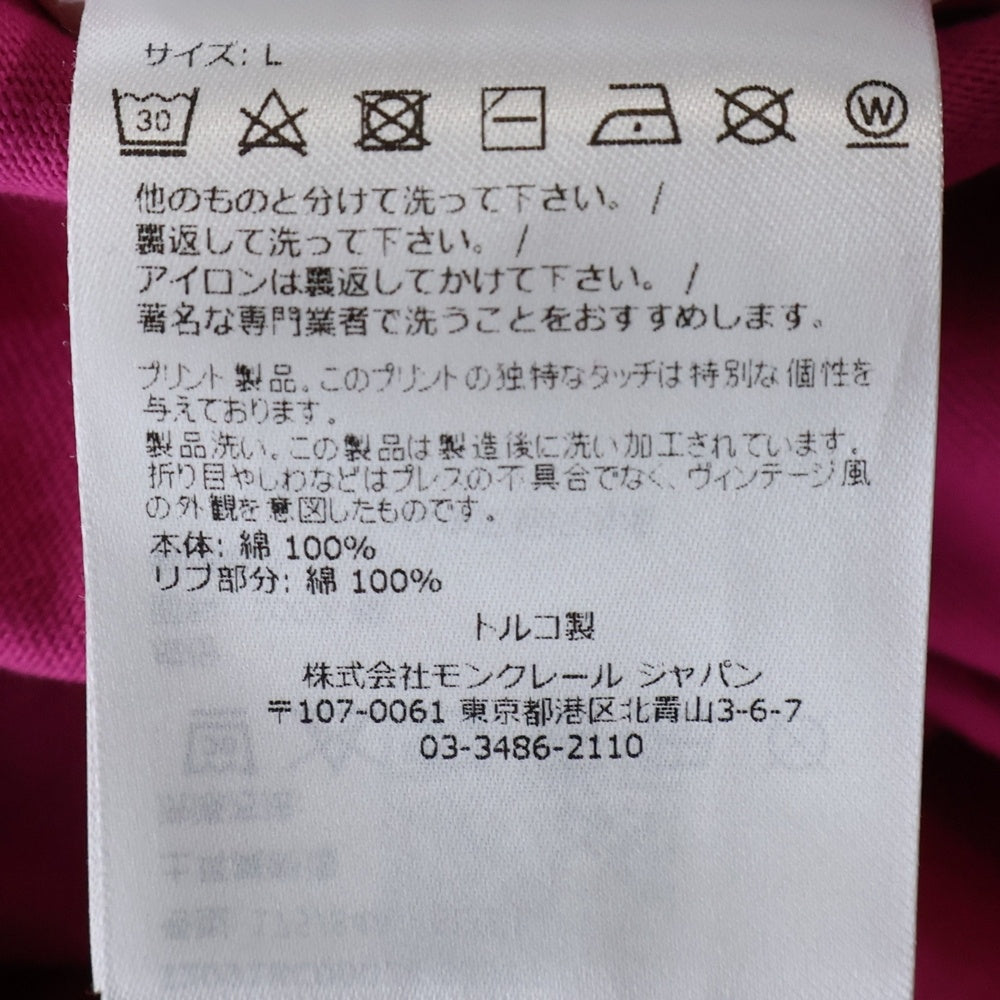 サイズ: L
30
W
他のものと分けて洗って下さい。 /
裏返して洗って下さい。 /
アイロンは裏返してかけて下さい。 /
著名な専門業者で洗うことをおすすめします。
プリント製品。このプリントの独特なタッチは特別な個性を
与えております。
製品洗い。この製品は製造後に洗い加工されています。
折り目やしわなどはプレスの不具合でなく、ヴィンテージ風
の外観を意図したものです。
本体: 綿 100%
リブ部分: 綿 100%
トルコ製
株式会社モンクレール ジャパン
〒107-0061 東京都港区北青山3-6-7
03-3486-2110